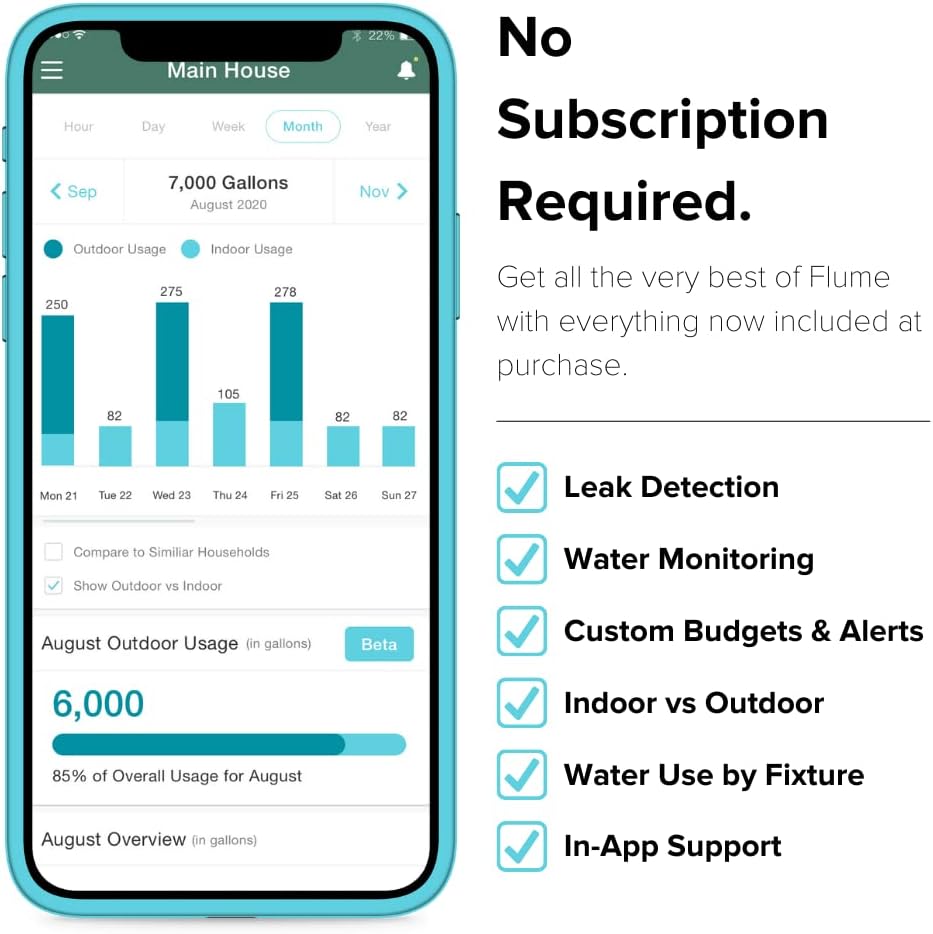 22%
Main House
Hour Day Week Month Year
Sep 7,000 Gallons Nov
August 2020
Outdoor Usage Indoor Usage
250 82 275 105 278 82 82
Mon 21 Tue 22 Wed 23 Thu 24 Fri 25 Sat 26 Sun 27
Compare to Similiar Households
Show Outdoor vs Indoor
August Outdoor Usage (in gallons) Beta
6,000
85% of Overall Usage for August
August Overview (in gallons)
No
Subscription
Required.
Get all the very best of Flume
with everything now included at
purchase.
Leak Detection
Water Monitoring
Custom Budgets & Alerts
Indoor vs Outdoor
Water Use by Fixture
In-App Support